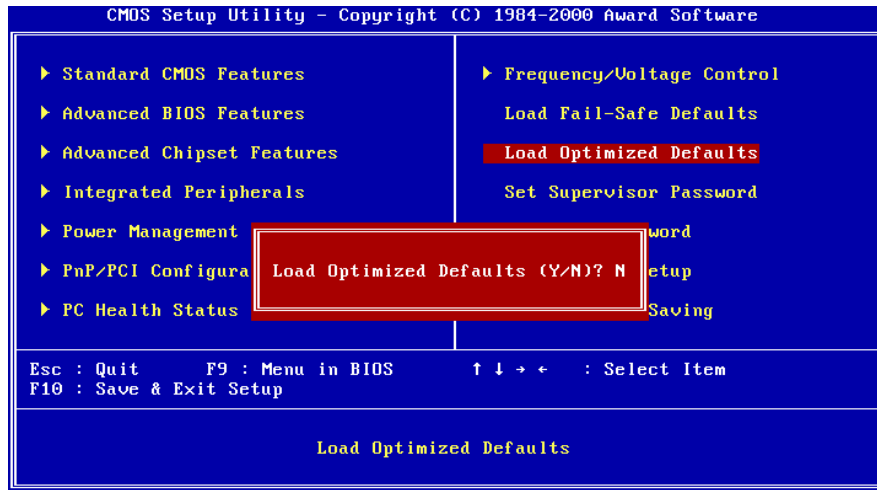 CMOS Setup Utility - Copyright (C) 1984-2000 Award Software
Standard CMOS Features
Advanced BIOS Features
Advanced Chipset Features
Integrated Peripherals
Power Management
PnP/PCI Configura
PC Health Status
Frequency/Voltage Control
Load Fail-Safe Defaults
Load Optimized Defaults
Set Supervisor Password
word
etup
Saving
Load Optimized Defaults (Y/N)? N
Esc : Quit F9 : Menu in BIOS ↑ ↓ → ← : Select Item
F10 : Save & Exit Setup
Load Optimized Defaults